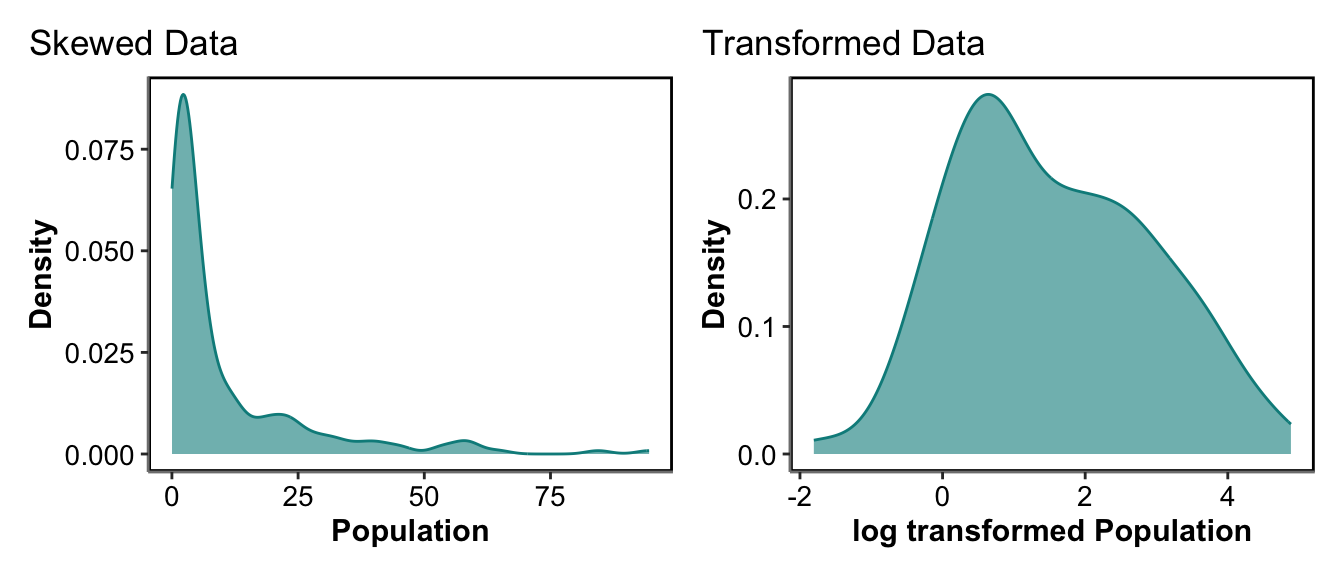 Skewed Data
Density
0.075
0.050
0.025
0.000
0 25 50 75
Population
Transformed Data
Density
0.2
0.1
0.0
-2 0 2 4
log transformed Population